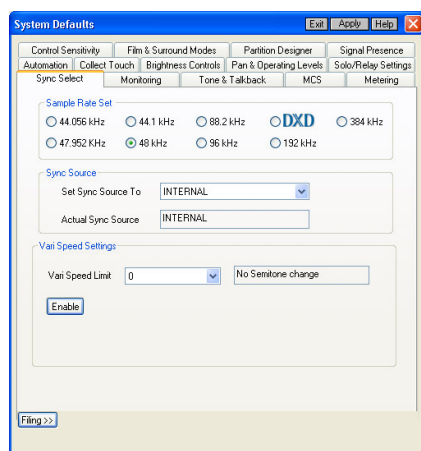 System Defaults Exit Apply Help
Control Sensitivity Film & Surround Modes Partition Designer Signal Presence
Automation Collect Touch Brightness Controls Pan & Operating Levels Solo/Relay Settings
Sync Select Monitoring Tone & Talkback MCS Metering
Sample Rate Set
44.056 kHz 44.1 kHz 88.2 kHz DXD 384 kHz
47.952 KHz 48 kHz 96 kHz 192 kHz
Sync Source
Set Sync Source To INTERNAL
Actual Sync Source INTERNAL
Vari Speed Settings
Vari Speed Limit 0 No Semitone change
Enable
Filing >>